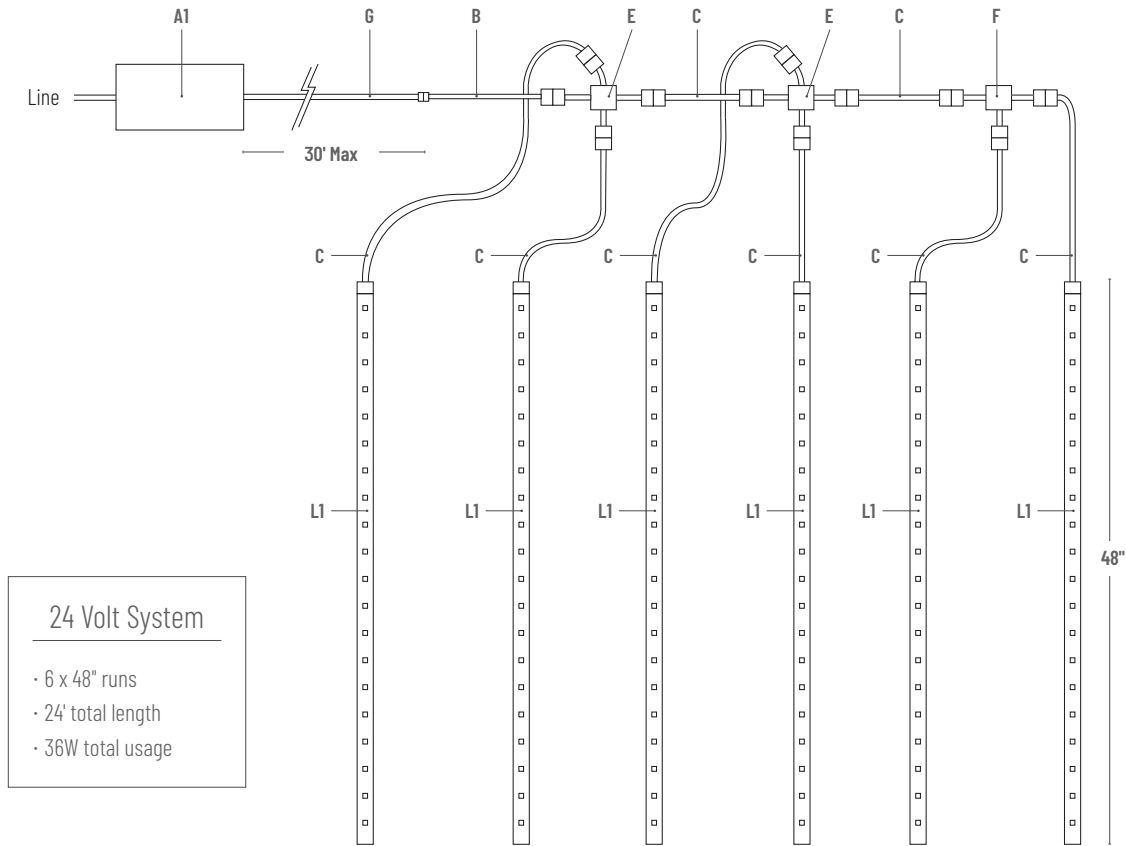 A1
G
B
E
C
E
C
F
Line
30' Max
C
C
C
C
C
C
L1
L1
L1
L1
L1
L1
48"
24 Volt System
· 6 x 48" runs
· 24' total length
· 36W total usage